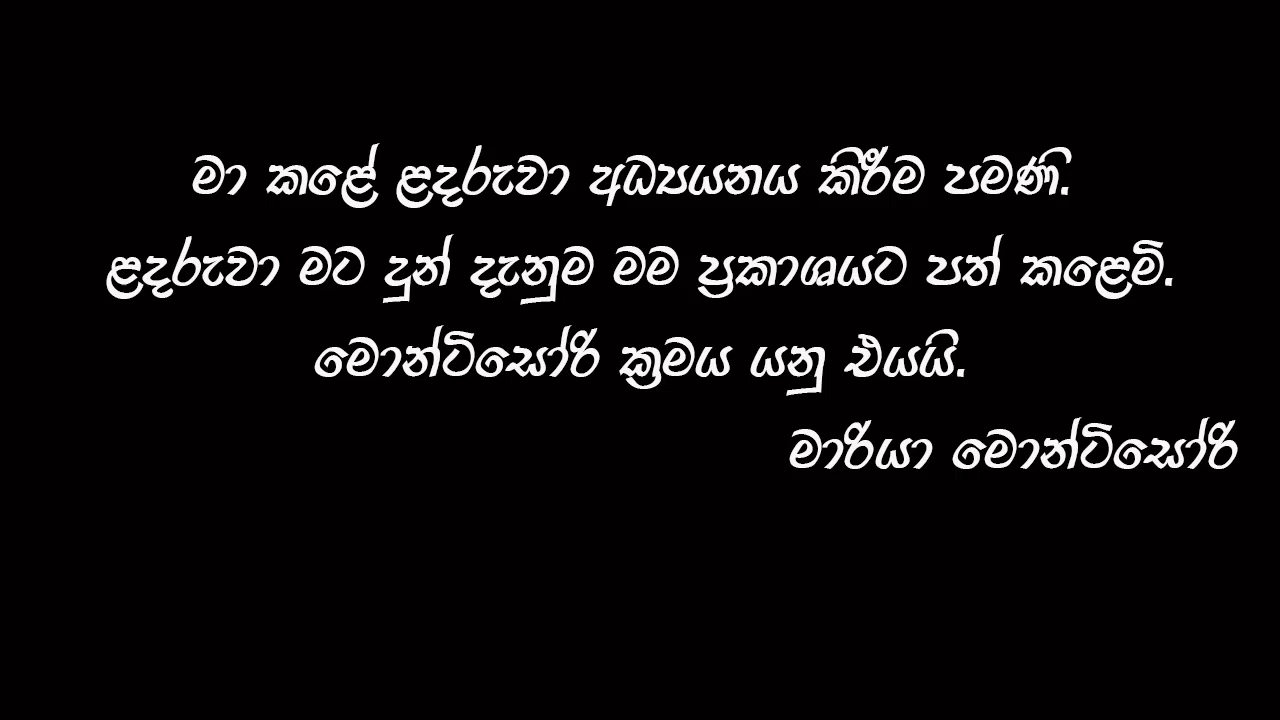 මා කළේ ළදරුවා අධ්‍යයනය කිරීම පමණි.
ළදරුවා මට දුන් දැනුම මම ප්‍රකාශයට පත් කළෙමි.
මොන්ටිසෝරි ක්‍රමය යනු එයයි.
මාරියා මොන්ටිසෝරි